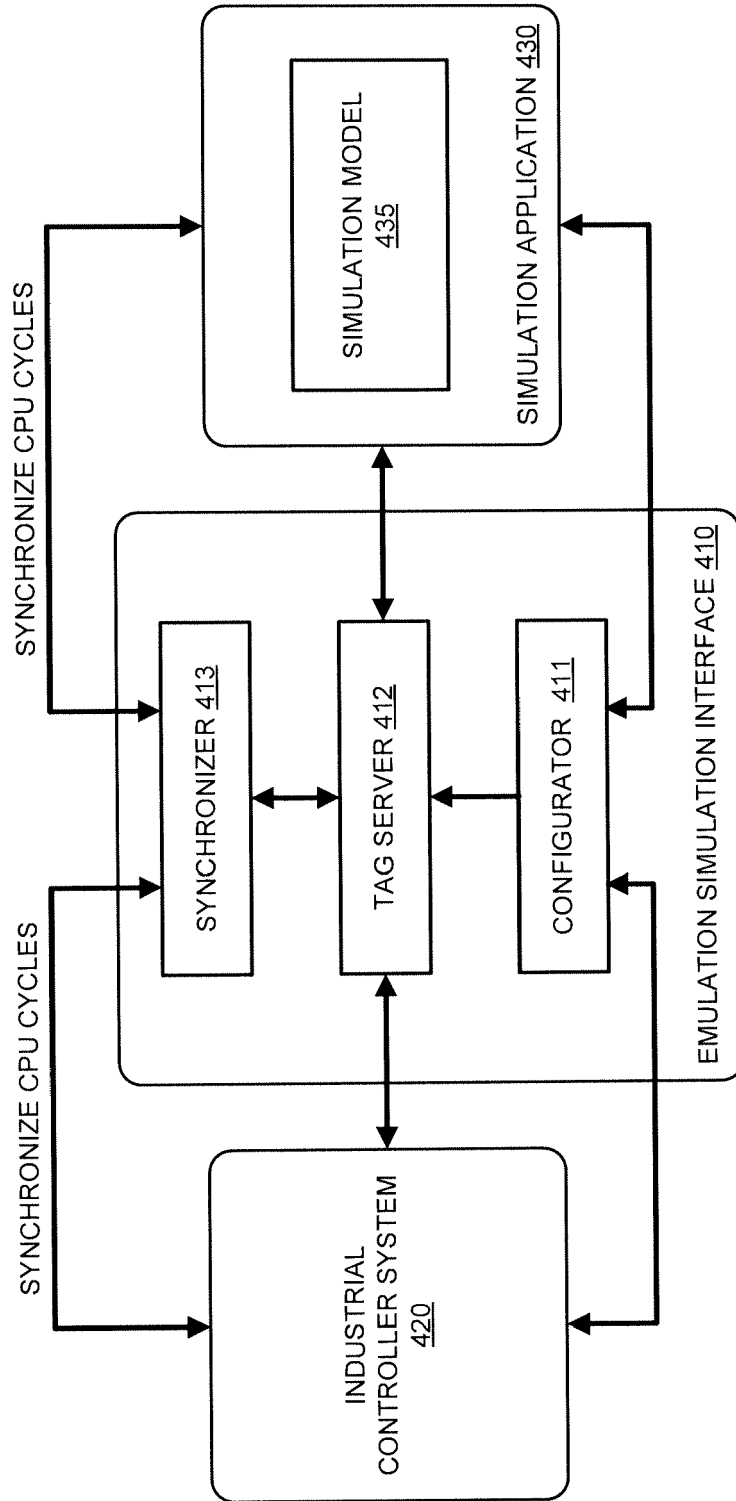 SYNCHRONIZE CPU CYCLES
SYNCHRONIZE CPU CYCLES
INDUSTRIAL
CONTROLLER SYSTEM
420
SYNCHRONIZER 413
TAG SERVER 412
CONFIGURATOR 411
EMULATION SIMULATION INTERFACE 410
SIMULATION MODEL
435
SIMULATION APPLICATION 430